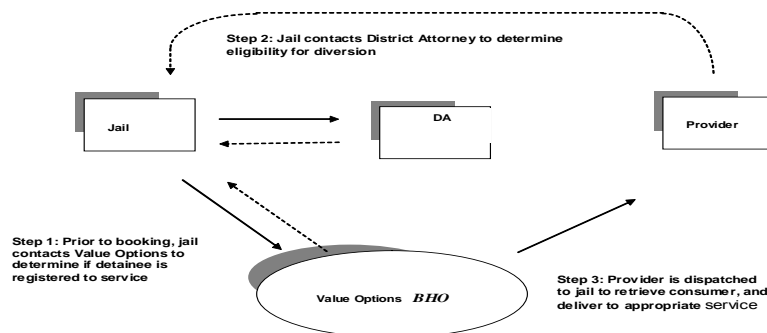 Step 2: Jail contacts District Attorney to determine
eligibility for diversion
Jail
DA
Provider
Step 1: Prior to booking, jail
contacts Value Options to
determine if detainee is
registered to service
Value Options BHO
Step 3: Provider is dispatched
to jail to retrieve consumer, and
deliver to appropriate service